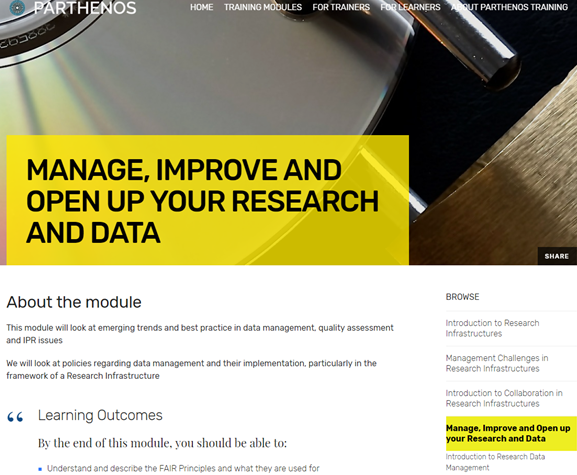 PARTHENOS
HOME TRAINING MODULES FOR TRAINERS FOR LEARNERS ABOUT PARTHENOS TRAINING
MANAGE, IMPROVE AND
OPEN UP YOUR RESEARCH
AND DATA
SHARE
About the module
This module will look at emerging trends and best practice in data management, quality assessment
and IPR issues
We will look at policies regarding data management and their implementation, particularly in the
framework of a Research Infrastructure
“ Learning Outcomes
By the end of this module, you should be able to:
Understand and describe the FAIR Principles and what they are used for
BROWSE
Introduction to Research
Infrastructures
Management Challenges in
Research Infrastructures
Introduction to Collaboration in
Research Infrastructures
Manage, Improve and Open up
your Research and Data
Introduction to Research Data
Management